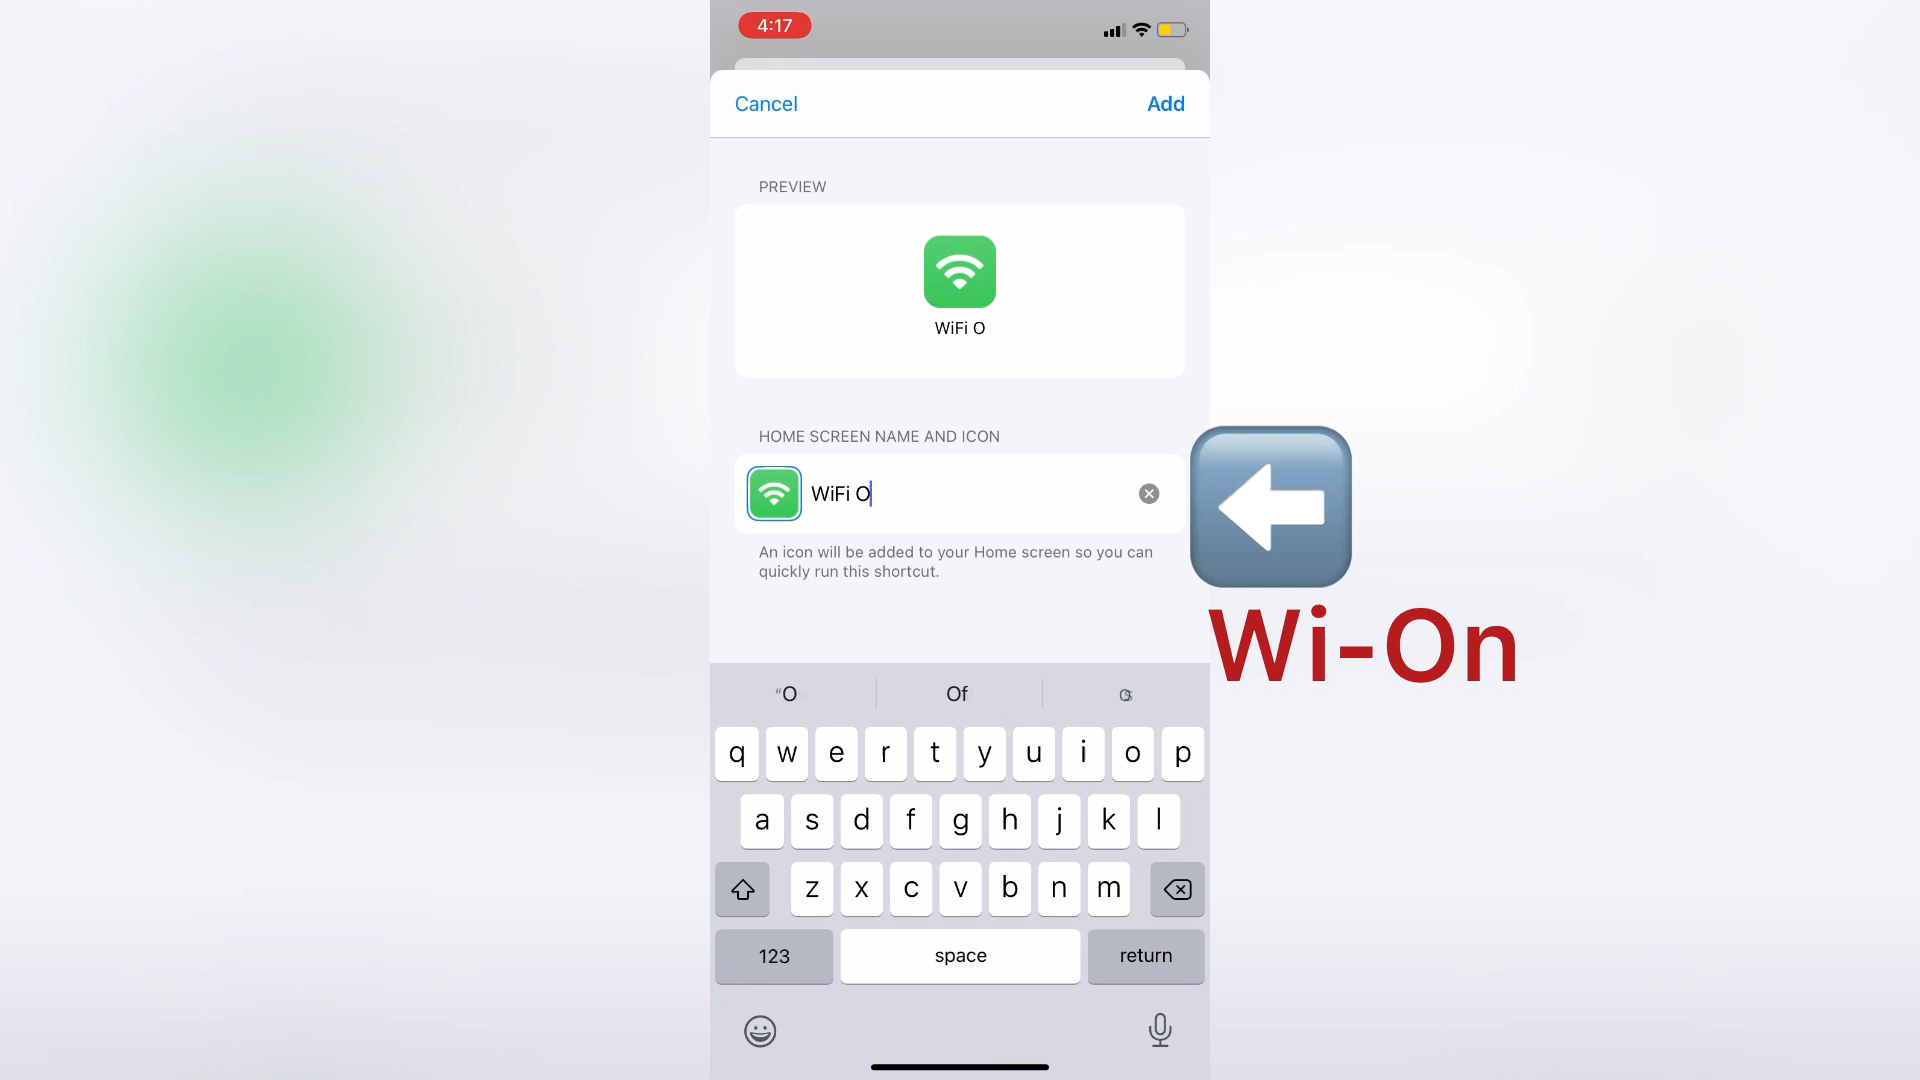 4:17
Cancel
Add
PREVIEW
WiFi O
HOME SCREEN NAME AND ICON
WiFi O
An icon will be added to your Home screen so you can
quickly run this shortcut.
Wi-On
“O
Of
q w e r t y u i o p
a s d f g h j k l
z x c v b n m
123
space
return